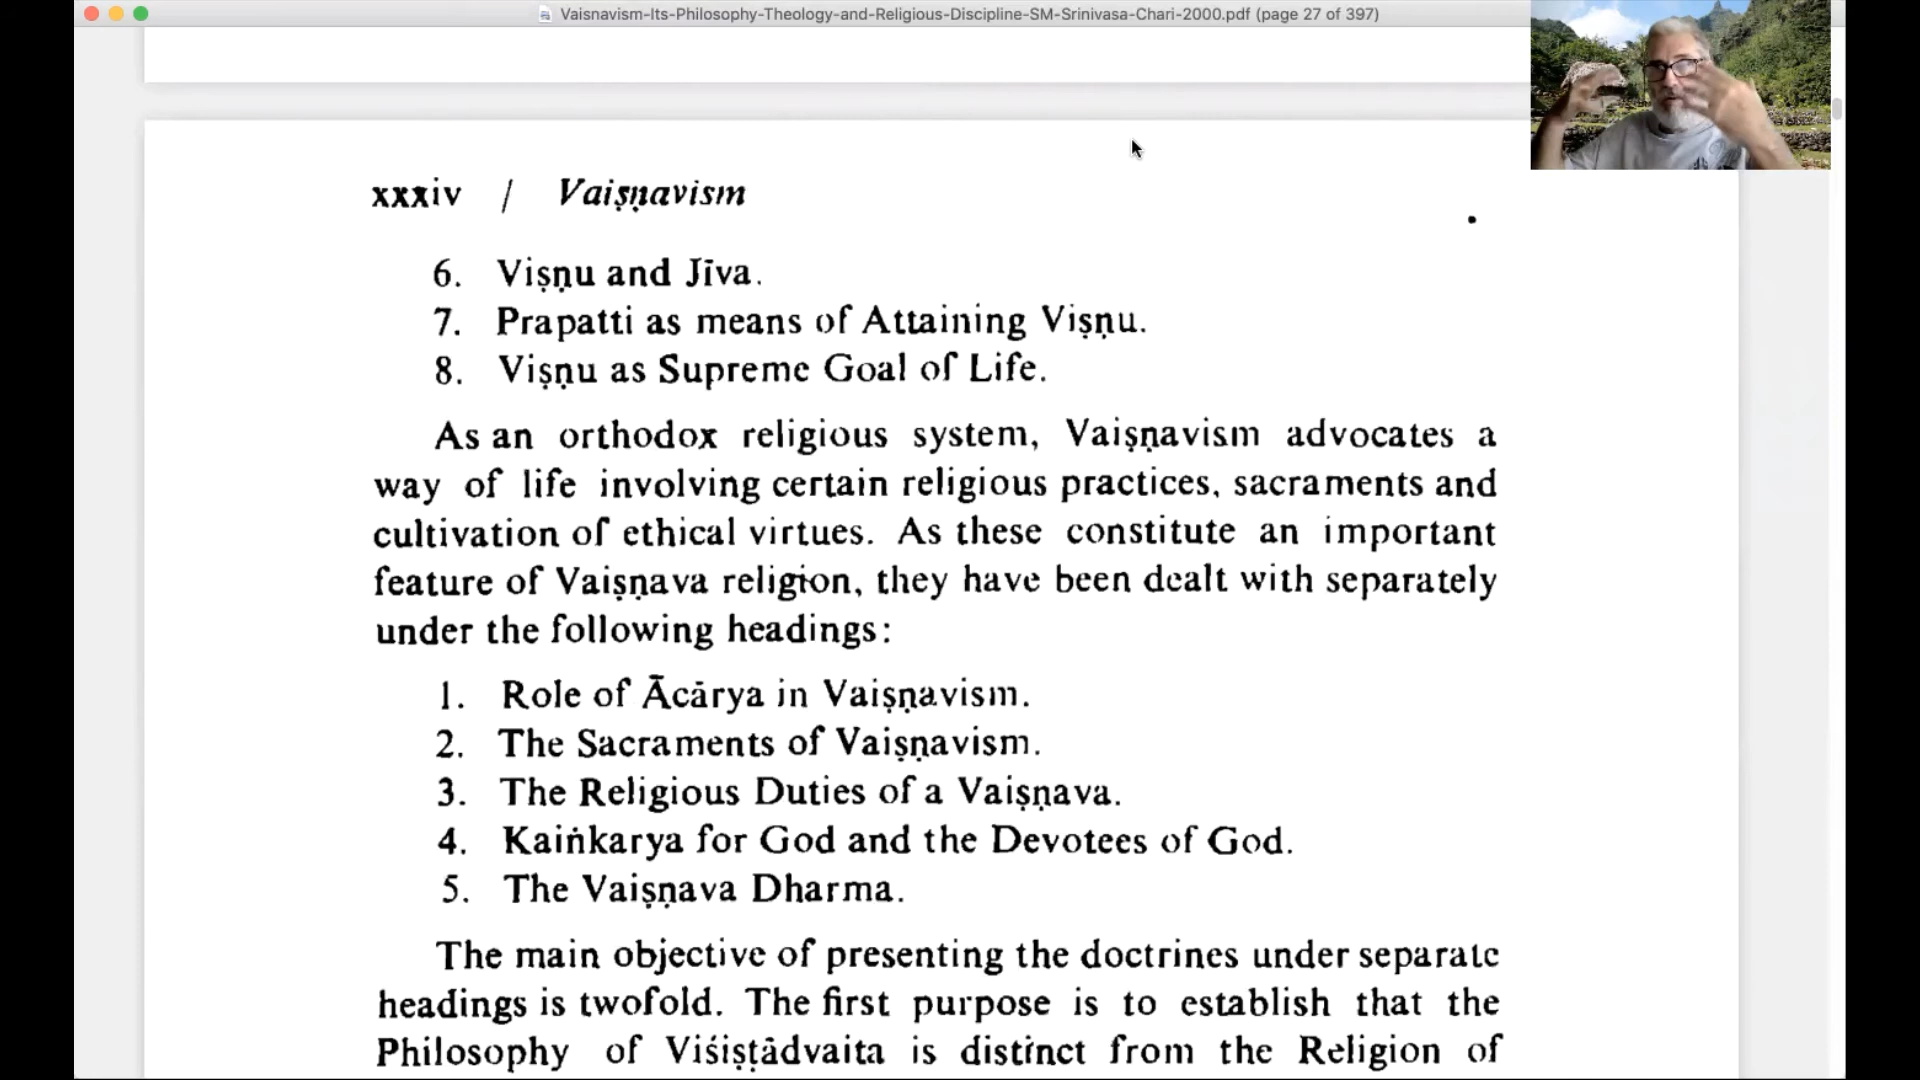 Vaisnavism-Its-Philosophy-Theology-and-Religious-Discipline-SM-Srinivasa-Chari-2000.pdf (page 27 of 397)
xxxiv / Vaiṣṇavism
6. Viṣṇu and Jīva.
7. Prapatti as means of Attaining Viṣṇu.
8. Viṣṇu as Supreme Goal of Life.
As an orthodox religious system, Vaiṣṇavism advocates a
way of life involving certain religious practices, sacraments and
cultivation of ethical virtues. As these constitute an important
feature of Vaiṣṇava religion, they have been dealt with separately
under the following headings:
1. Role of Ācārya in Vaiṣṇavism.
2. The Sacraments of Vaiṣṇavism.
3. The Religious Duties of a Vaiṣṇava.
4. Kaiṅkarya for God and the Devotees of God.
5. The Vaiṣṇava Dharma.
The main objective of presenting the doctrines under separate
headings is twofold. The first purpose is to establish that the
Philosophy of Viśiṣṭādvaita is distinct from the Religion of